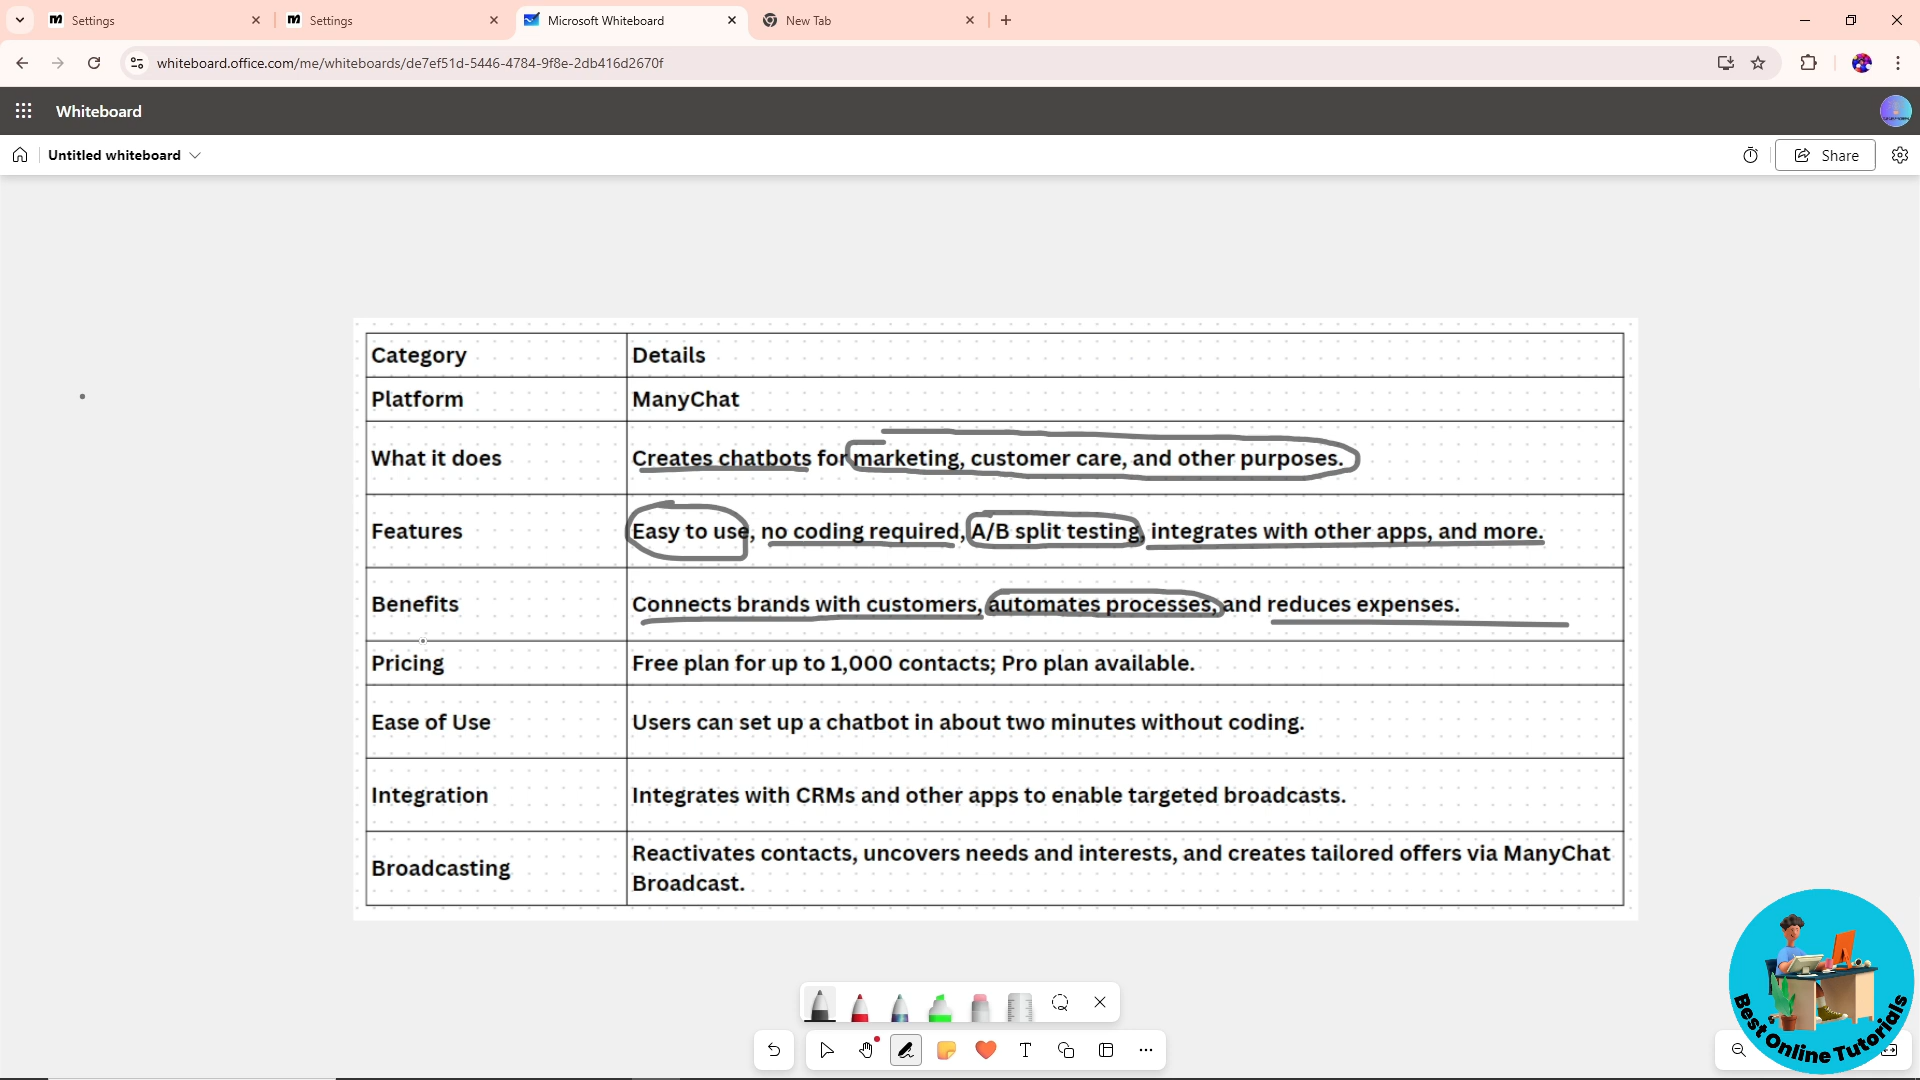 Settings
Settings
Microsoft Whiteboard
New Tab
whiteboard.office.com/me/whiteboards/de7ef51d-5446-4784-9f8e-2db416d2670f
Whiteboard
Untitled whiteboard
Share
Category Details
Platform ManyChat
What it does Creates chatbots for marketing, customer care, and other purposes.
Features Easy to use, no coding required, A/B split testing, integrates with other apps, and more.
Benefits Connects brands with customers, automates processes, and reduces expenses.
Pricing Free plan for up to 1,000 contacts; Pro plan available.
Ease of Use Users can set up a chatbot in about two minutes without coding.
Integration Integrates with CRMs and other apps to enable targeted broadcasts.
Broadcasting Reactivates contacts, uncovers needs and interests, and creates tailored offers via ManyChat
Broadcast.
Best Online Tutorials